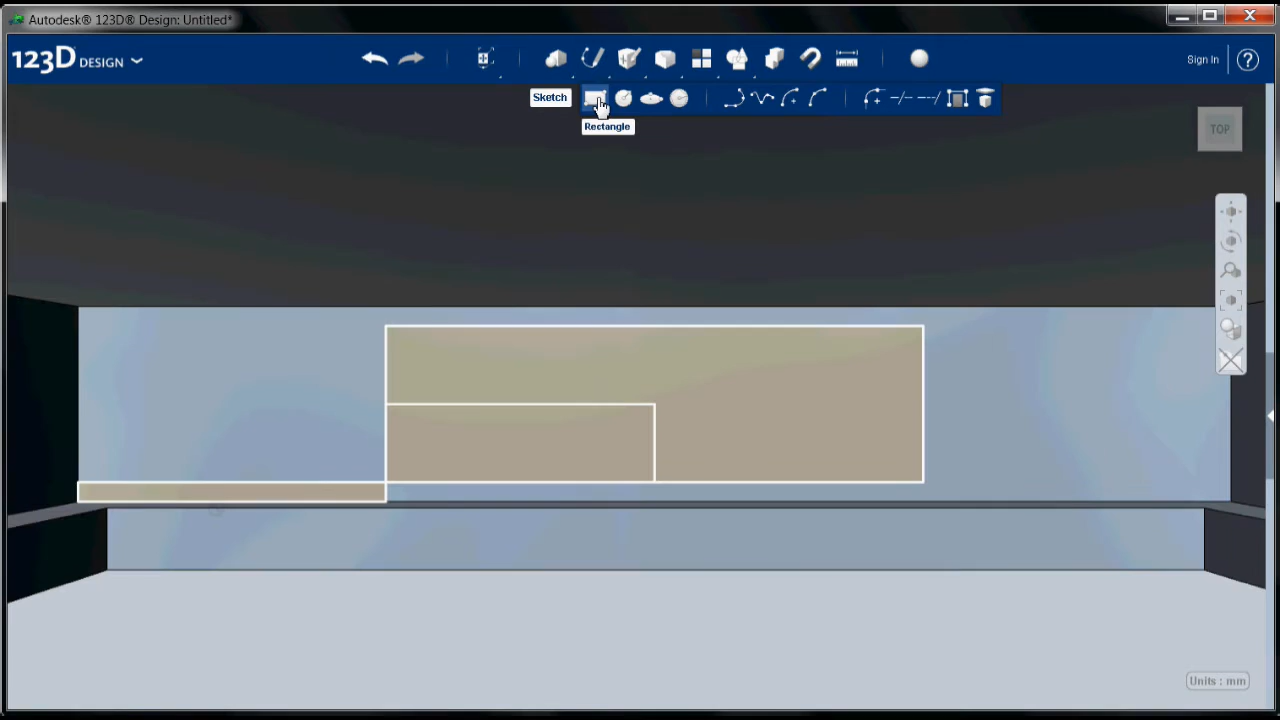 Autodesk® 123D® Design: Untitled*
123D DESIGN
Sign In
?
Sketch
Rectangle
TOP
Units : mm